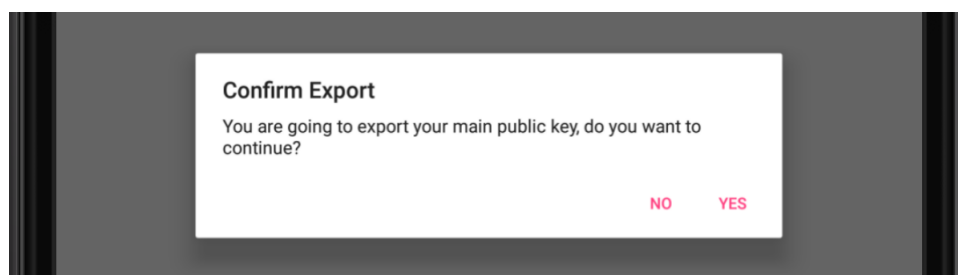 Confirm Export
You are going to export your main public key, do you want to
continue?
NO YES